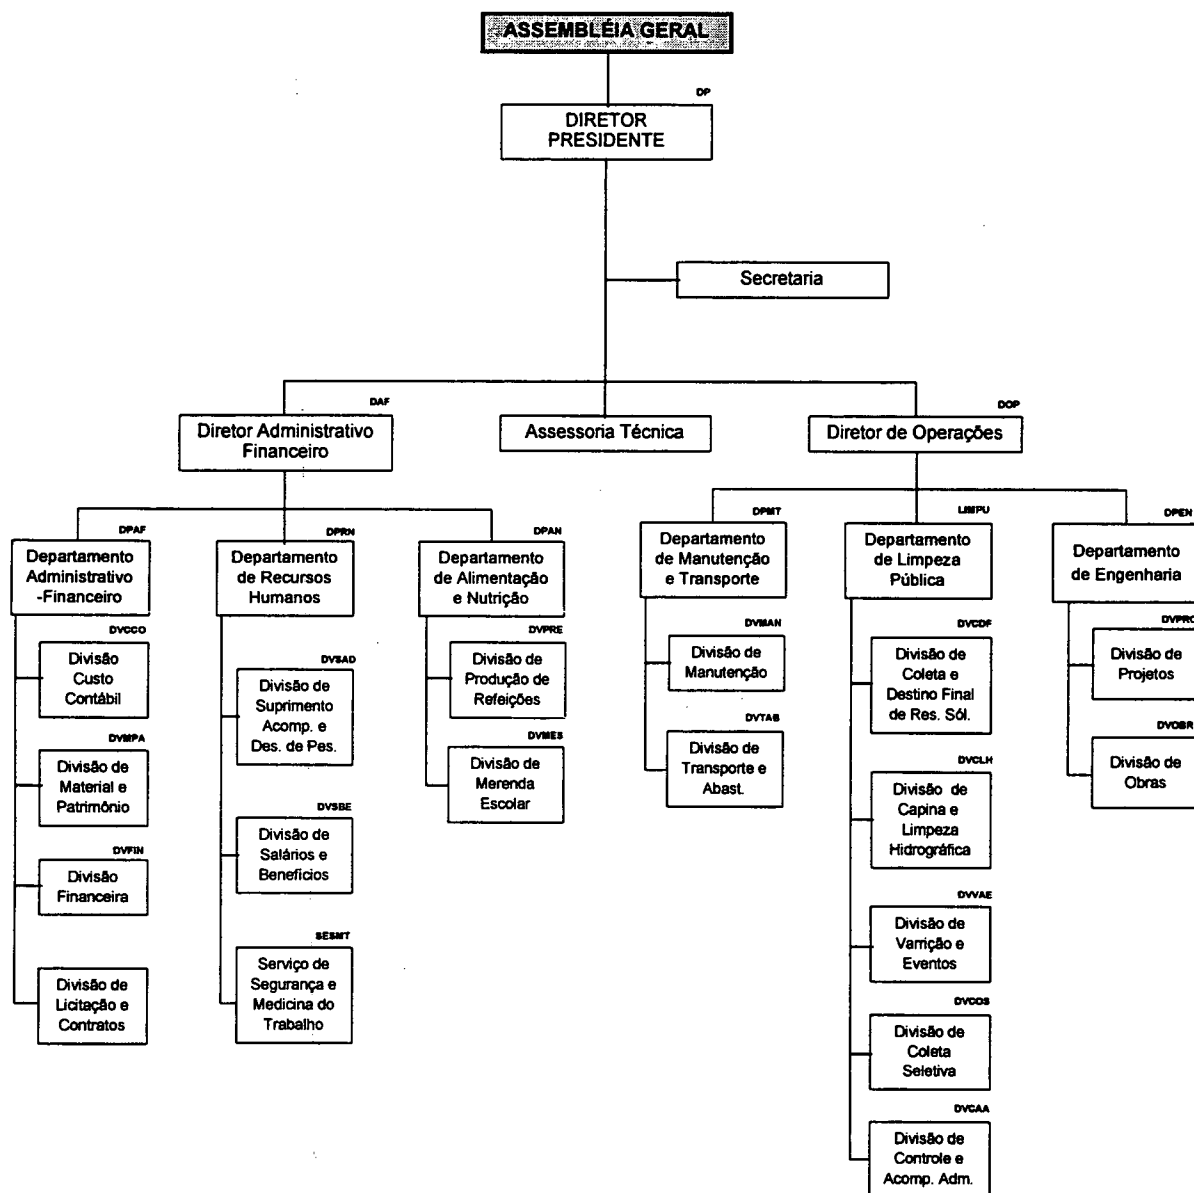 ASSEMBLÉIA GERAL
DP
DIRETOR
PRESIDENTE
Secretaria
DAF
Diretor Administrativo
Financeiro
Assessoria Técnica
DOP
Diretor de Operações
DPAF
Departamento
Administrativo
-Financeiro
DVCCO
Divisão
Custo
Contábil
DVMPA
Divisão de
Material e
Patrimônio
DVFIN
Divisão
Financeira
Divisão de
Licitação e
Contratos
DPRN
Departamento
de Recursos
Humanos
DVSAD
Divisão de
Suprimento
Acomp. e
Des. de Pes.
DVSBE
Divisão de
Salários e
Benefícios
SESMT
Serviço de
Segurança e
Medicina do
Trabalho
DPAN
Departamento
de Alimentação
e Nutrição
DVPRE
Divisão de
Produção de
Refeições
DVMES
Divisão de
Merenda
Escolar
DPMT
Departamento
de Manutenção
e Transporte
DVMAN
Divisão de
Manutenção
DVTAB
Divisão de
Transporte e
Abast.
LIMPU
Departamento
de Limpeza
Pública
DVCDF
Divisão de
Coleta e
Destino Final
de Res. Sól.
DVCLH
Divisão de
Capina e
Limpeza
Hidrográfica
DVVAE
Divisão de
Varrição e
Eventos
DVCOS
Divisão de
Coleta
Seletiva
DVCAA
Divisão de
Controle e
Acomp. Adm.
DPEN
Departamento
de Engenharia
DVPRO
Divisão de
Projetos
DVOBR
Divisão de
Obras